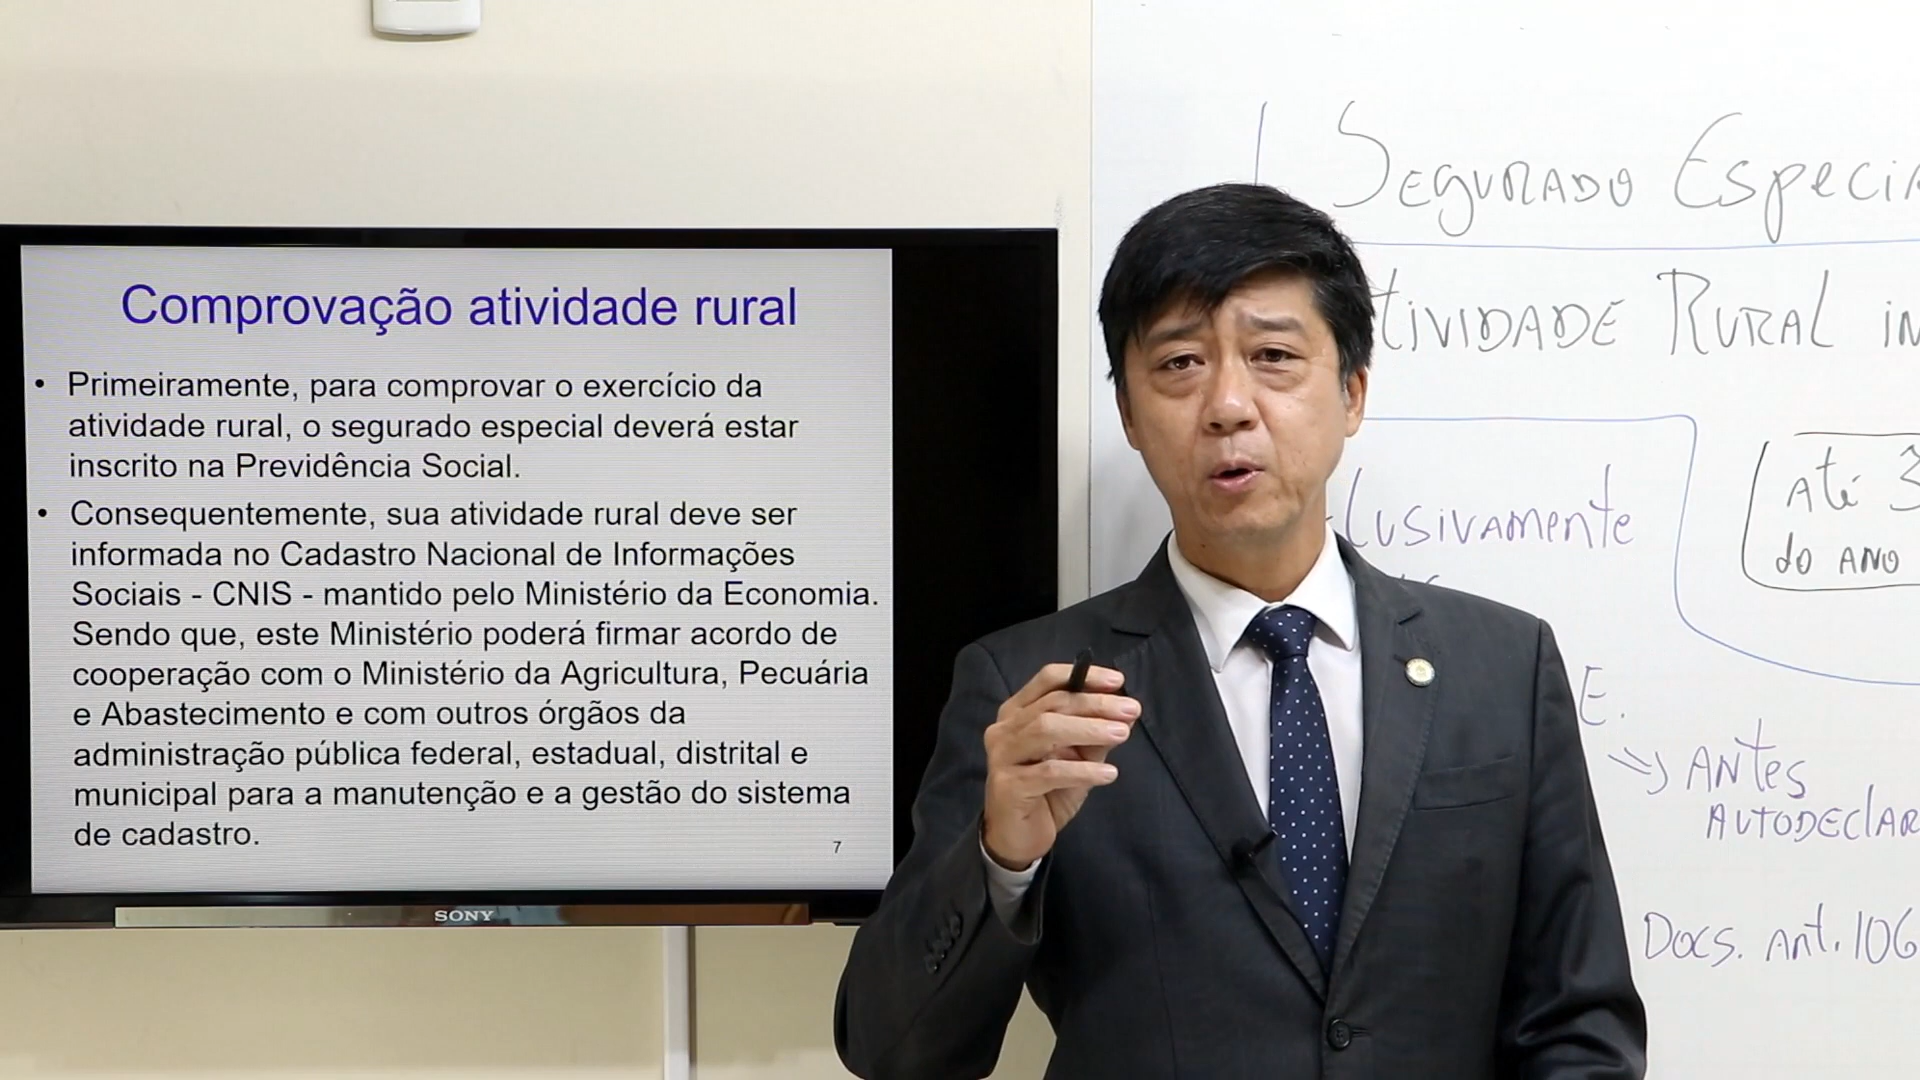 Comprovação atividade rural
• Primeiramente, para comprovar o exercício da
atividade rural, o segurado especial deverá estar
inscrito na Previdência Social.
• Consequentemente, sua atividade rural deve ser
informada no Cadastro Nacional de Informações
Sociais - CNIS - mantido pelo Ministério da Economia.
Sendo que, este Ministério poderá firmar acordo de
cooperação com o Ministério da Agricultura, Pecuária
e Abastecimento e com outros órgãos da
administração pública federal, estadual, distrital e
municipal para a manutenção e a gestão do sistema
de cadastro.
7
SONY
SEGURADO ESPECIA
TIVIDADE RURAL IN
LUSIVAMENTE
ATÉ 3
do ANO
E.
ANTES
AUTODECLAR
DOCS. ANT. 106